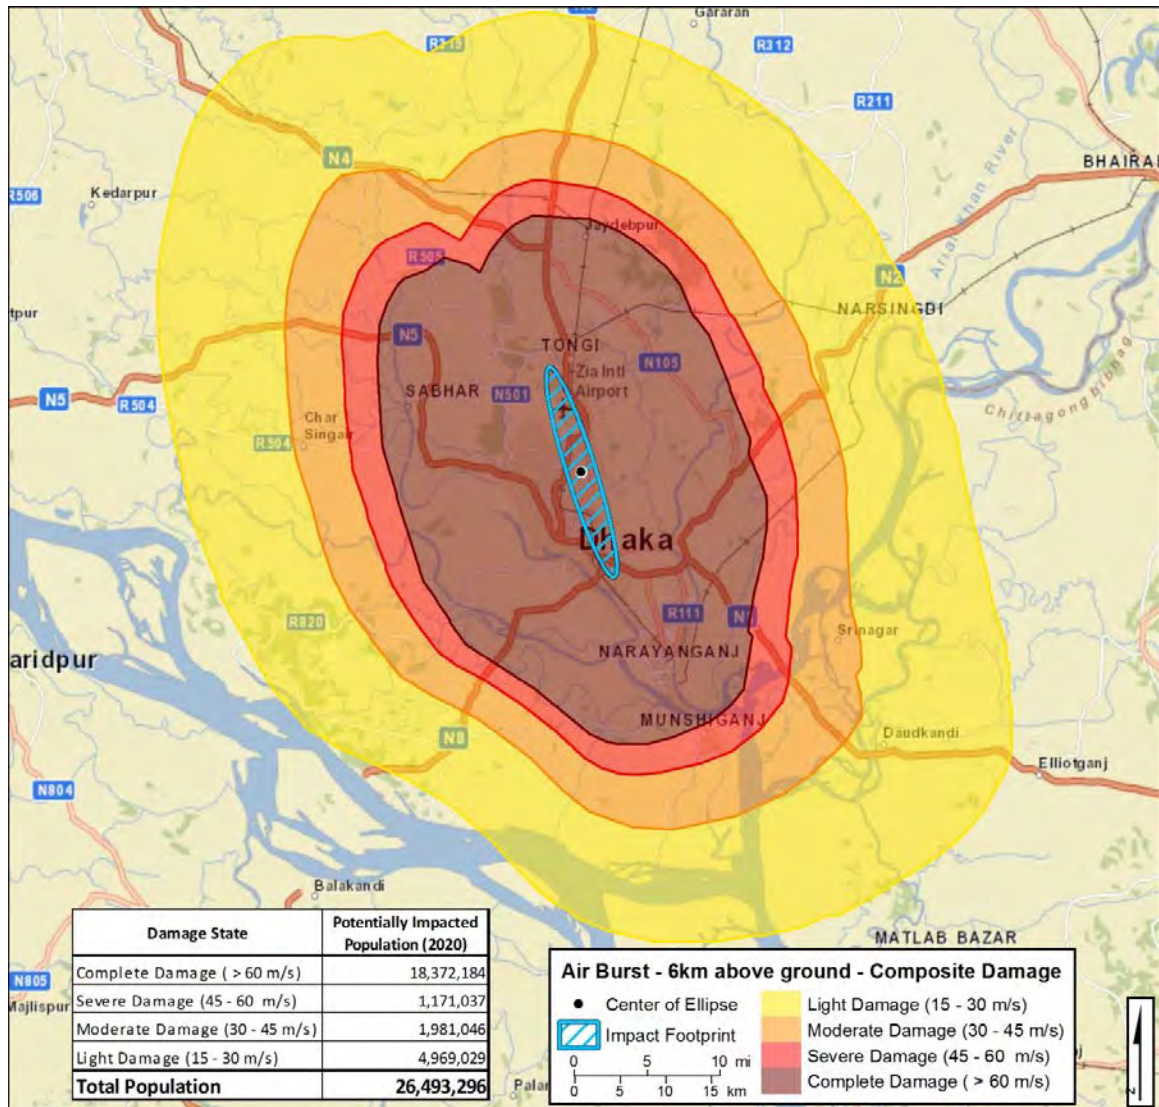 Gararan
R315
R312
R211
N4
BHAIRAB
Arial Khan River
R506
Kedarpur
Jaydebpur
R505
N2
NARSINGDI
tpur
N5
TONGI
N105
Zia Intl
Airport
N5
R504
SABHAR
N501
Chittagongbibhag
Char
Singair
R504
Dhaka
R820
R111
N1
Srinagar
aridpur
NARAYANGANJ
MUNSHIGANJ
N8
Daudkandi
Elliotganj
N804
Balakandi
MATLAB BAZAR
N805
Majlispur
Palan
Damage State Potentially Impacted
Population (2020)
Complete Damage ( > 60 m/s) 18,372,184
Severe Damage (45 - 60 m/s) 1,171,037
Moderate Damage (30 - 45 m/s) 1,981,046
Light Damage (15 - 30 m/s) 4,969,029
Total Population 26,493,296
Air Burst - 6km above ground - Composite Damage
Center of Ellipse
Impact Footprint
0 5 10 mi
0 5 10 15 km
Light Damage (15 - 30 m/s)
Moderate Damage (30 - 45 m/s)
Severe Damage (45 - 60 m/s)
Complete Damage ( > 60 m/s)
z